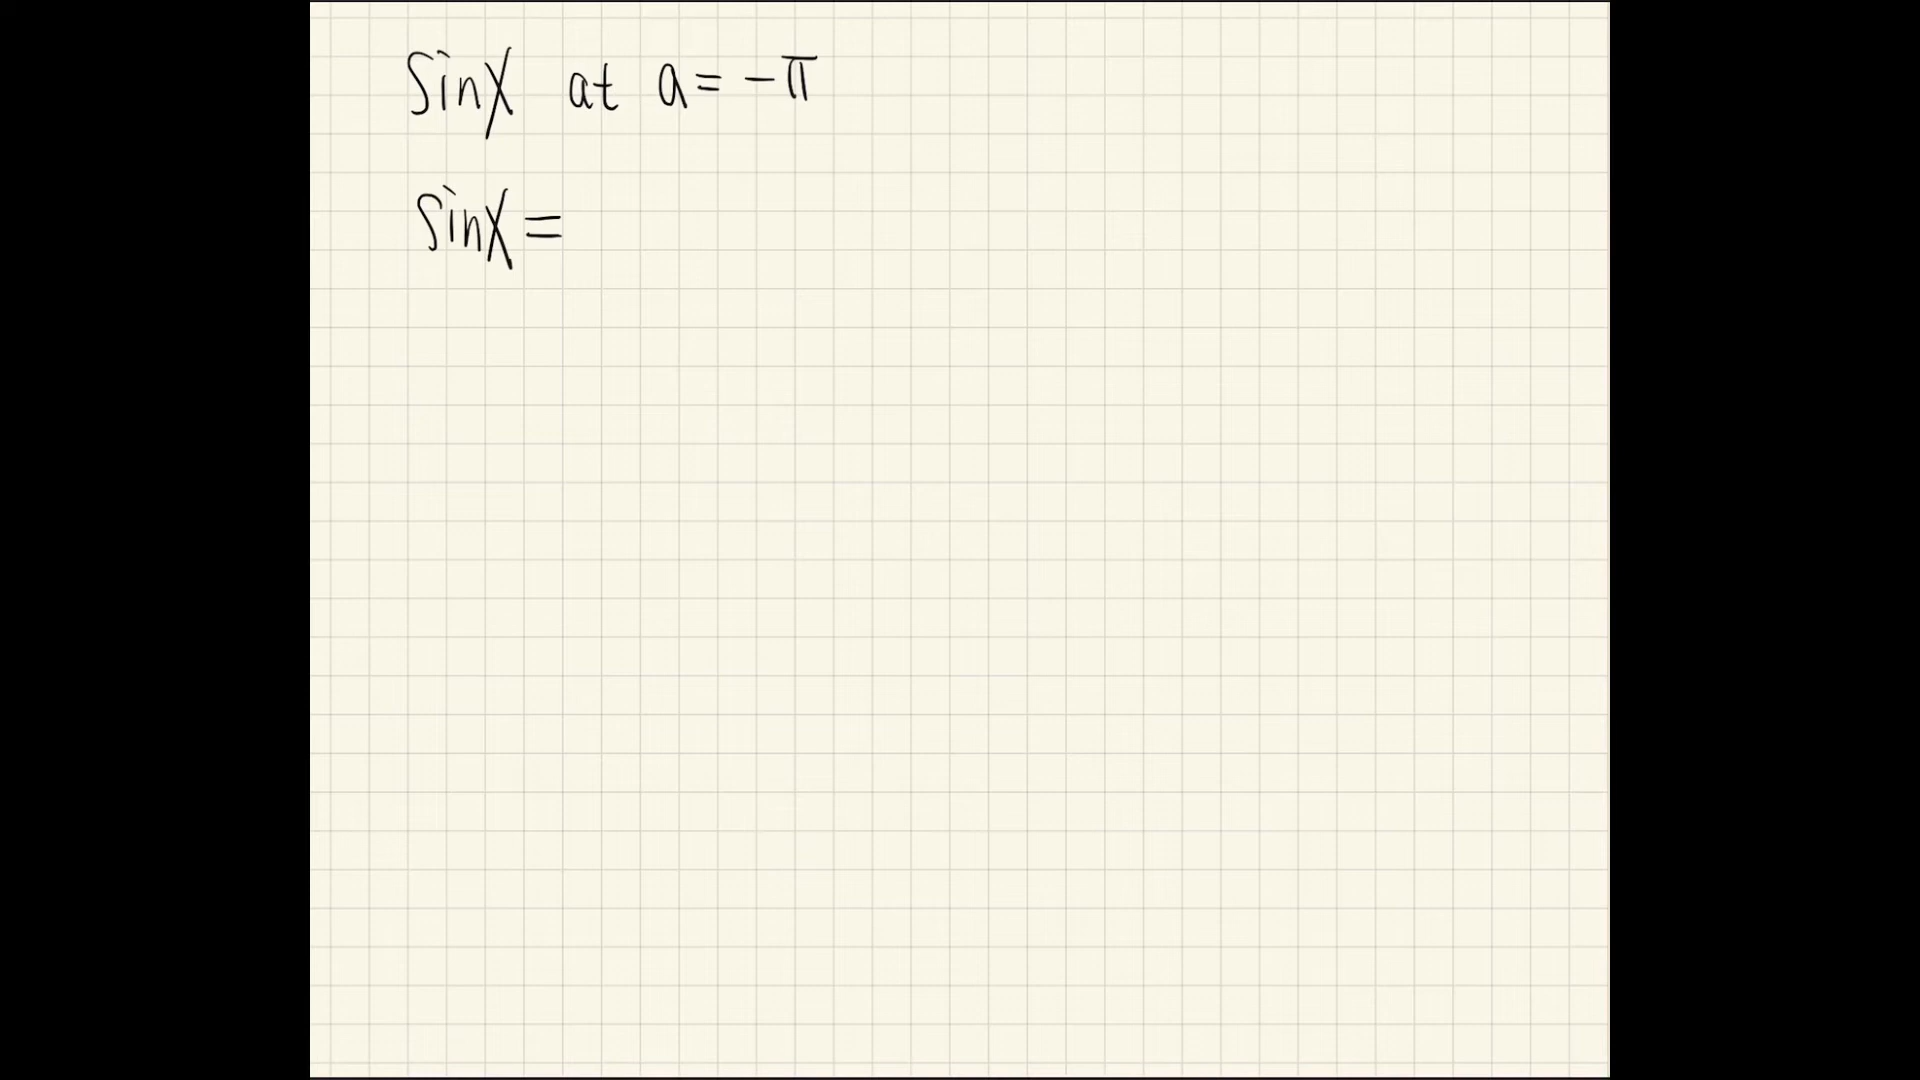 sinx at a = -π
sinx =